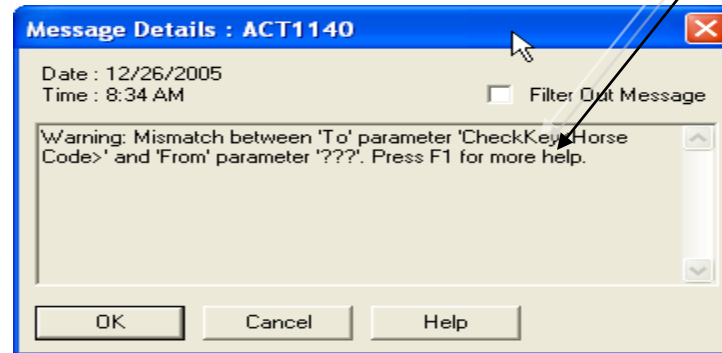 Message Details : ACT1140
Date : 12/26/2005
Time : 8:34 AM
Filter Out Message
Warning: Mismatch between 'To' parameter 'CheckKey Horse
Code>' and 'From' parameter '???'. Press F1 for more help.
OK
Cancel
Help